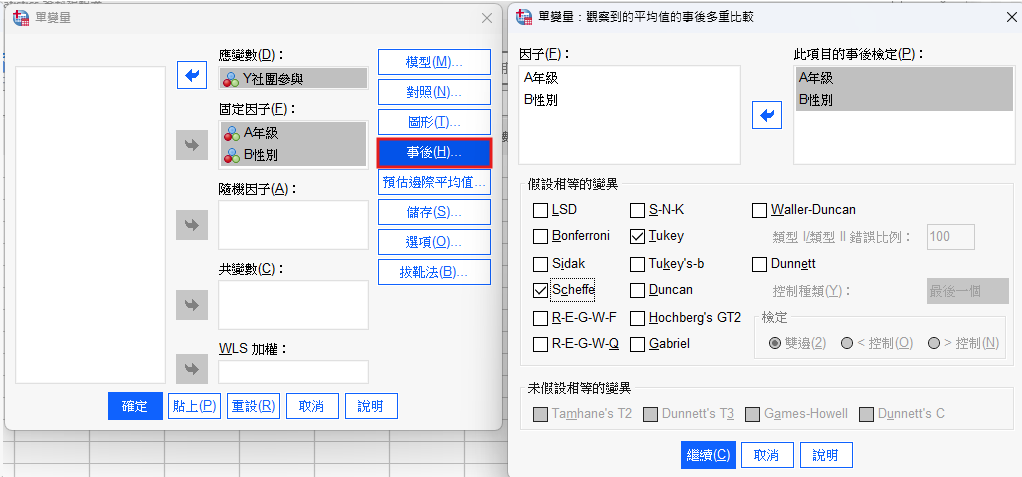 單變量
應變數(D)：
Y社團參與
固定因子(F)：
A年級
B性別
隨機因子(A)：
共變數(C)：
WLS 加權：
模型(M)...
對照(N)...
圖形(T)...
事後(H)...
預估邊際平均值...
儲存(S)...
選項(O)...
拔靴法(B)...
確定
貼上(P)
重設(R)
取消
說明
單變量：觀察到的平均值的事後多重比較
因子(F)：
A年級
B性別
此項目的事後檢定(P)：
A年級
B性別
假設相等的變異
LSD
S-N-K
Waller-Duncan
Bonferroni
Tukey
類型 I/類型 II 錯誤比例：
100
Sidak
Tukey's-b
Dunnett
Scheffe
Duncan
控制種類(Y)：
最後一個
R-E-G-W-F
Hochberg's GT2
檢定
R-E-G-W-Q
Gabriel
雙邊(2)
< 控制(O)
> 控制(N)
未假設相等的變異
Tamhane's T2
Dunnett's T3
Games-Howell
Dunnett's C
繼續(C)
取消
說明